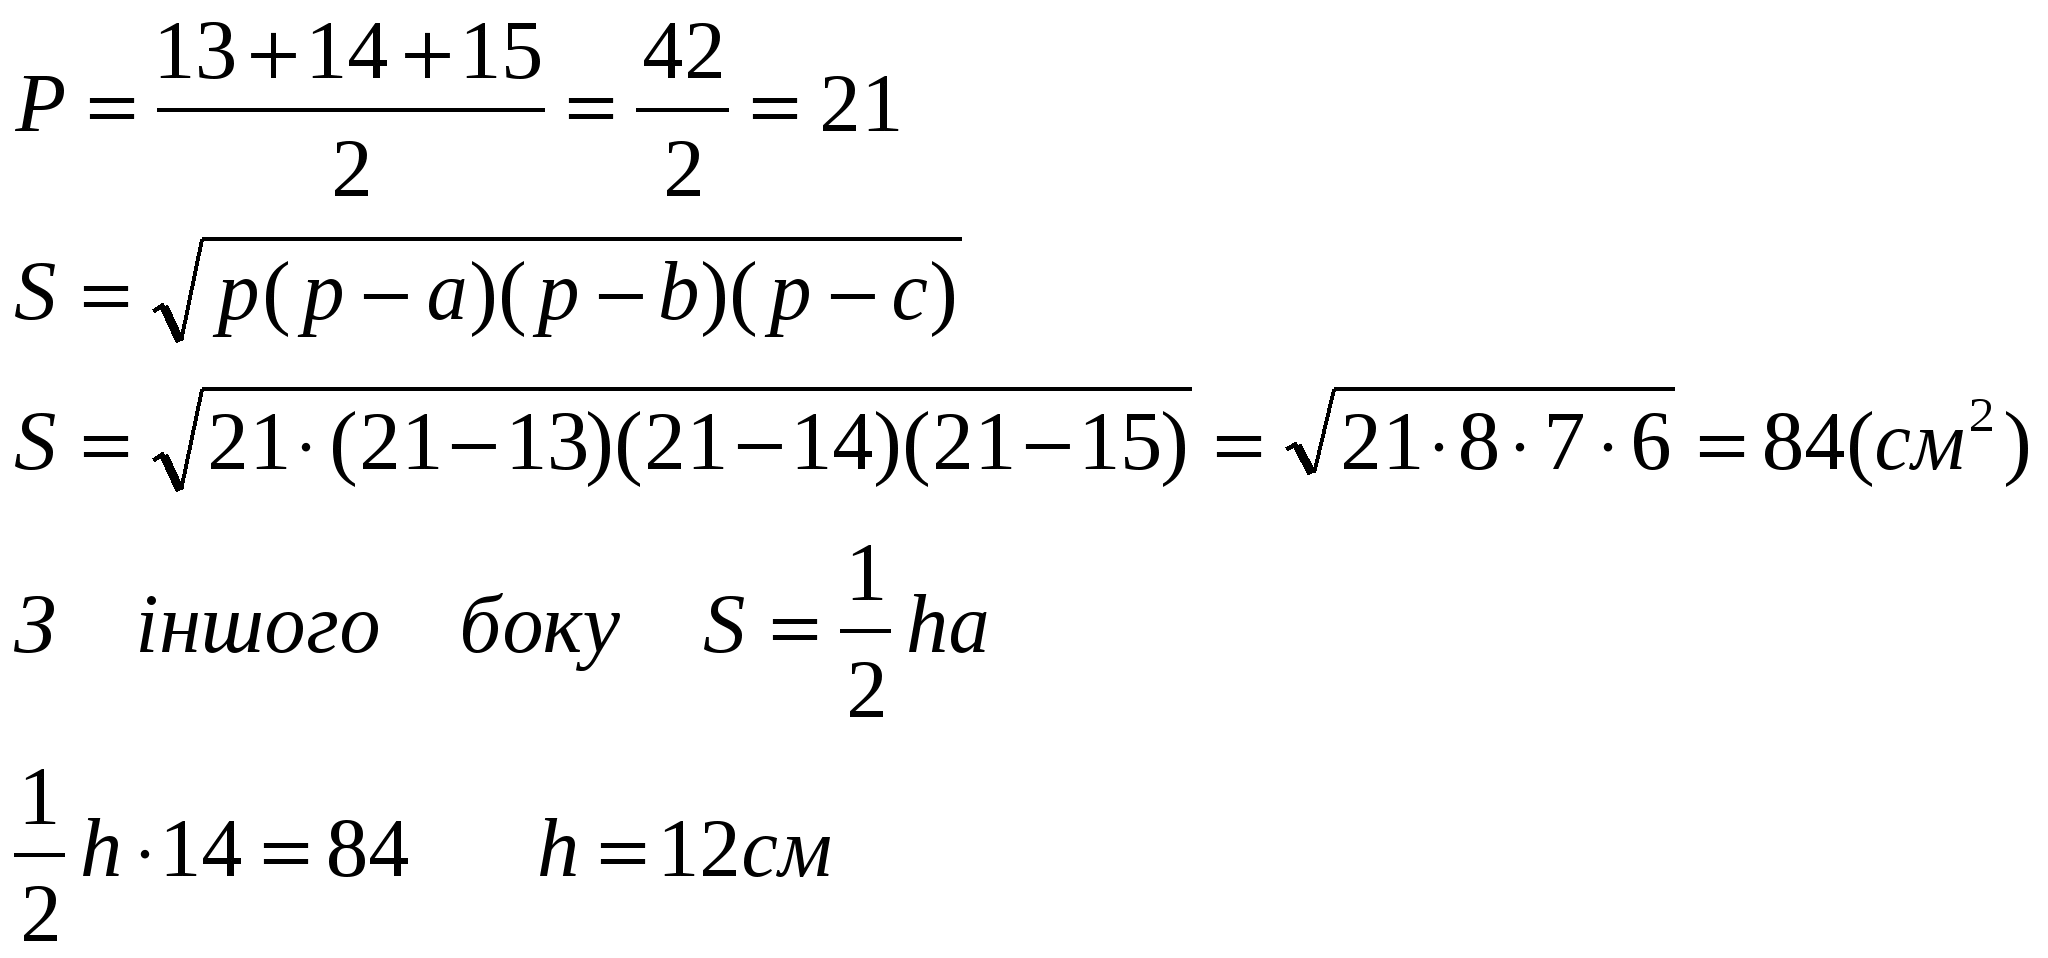 P = (13+14+15)/2 = 42/2 = 21
S = √(p(p−a)(p−b)(p−c))
S = √(21·(21−13)(21−14)(21−15)) = √(21·8·7·6) = 84(см²)
З іншого боку S = 1/2 ha
1/2 h·14 = 84 h = 12см